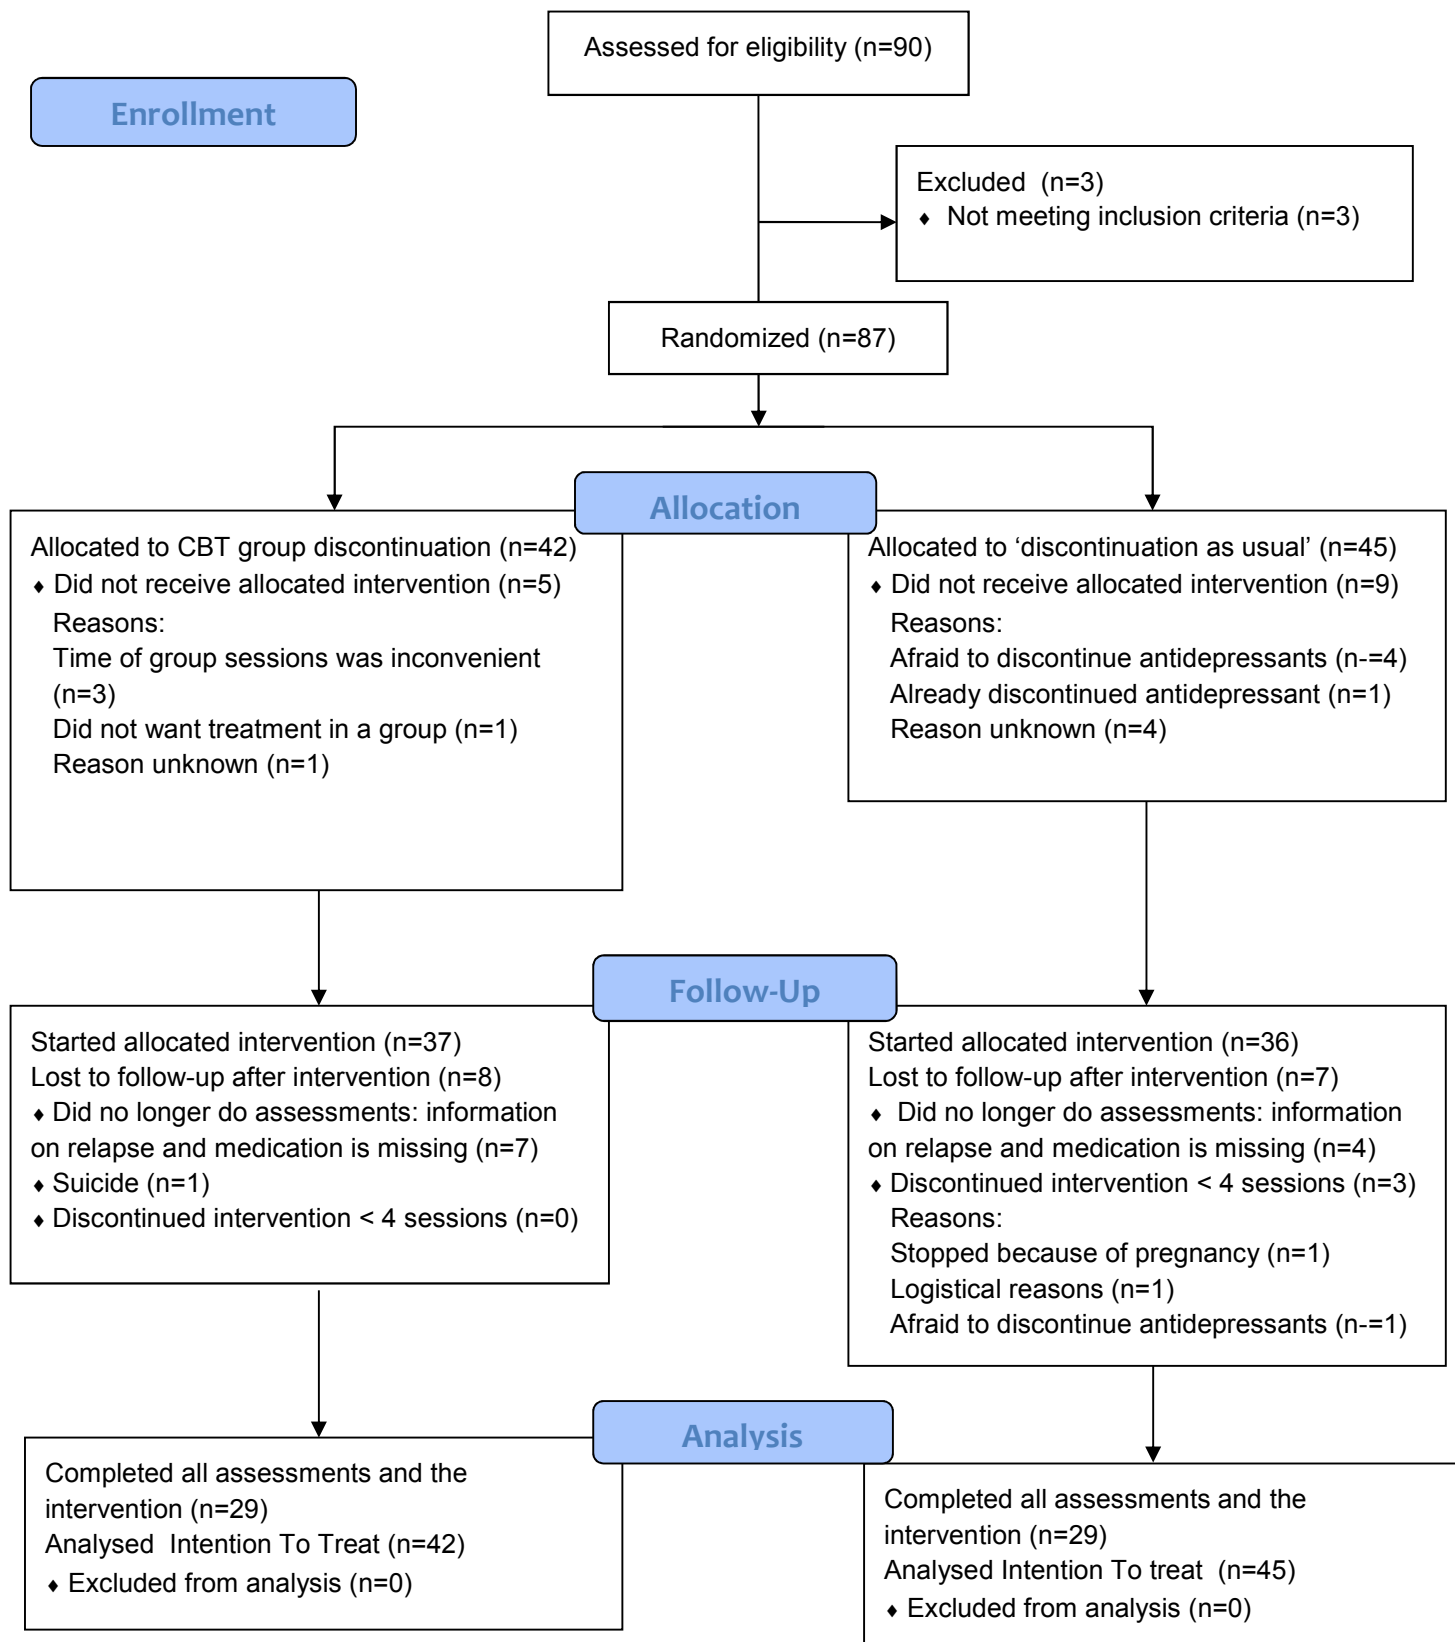 Assessed for eligibility (n=90)
Enrollment
Excluded  (n=3)
♦ Not meeting inclusion criteria (n=3)
Randomized (n=87)
Allocation
Allocated to CBT group discontinuation (n=42)
♦ Did not receive allocated intervention (n=5)
Reasons:
Time of group sessions was inconvenient
(n=3)
Did not want treatment in a group (n=1)
Reason unknown (n=1)
Allocated to ‘discontinuation as usual’ (n=45)
♦ Did not receive allocated intervention (n=9)
Reasons:
Afraid to discontinue antidepressants (n-=4)
Already discontinued antidepressant (n=1)
Reason unknown (n=4)
Follow-Up
Started allocated intervention (n=37)
Lost to follow-up after intervention (n=8)
♦ Did no longer do assessments: information
on relapse and medication is missing (n=7)
♦ Suicide (n=1)
♦ Discontinued intervention < 4 sessions (n=0)
Started allocated intervention (n=36)
Lost to follow-up after intervention (n=7)
♦ Did no longer do assessments: information
on relapse and medication is missing (n=4)
♦ Discontinued intervention < 4 sessions (n=3)
Reasons:
Stopped because of pregnancy (n=1)
Logistical reasons (n=1)
Afraid to discontinue antidepressants (n-=1)
Analysis
Completed all assessments and the
intervention (n=29)
Analysed  Intention To Treat (n=42)
♦ Excluded from analysis (n=0)
Completed all assessments and the
intervention (n=29)
Analysed Intention To treat  (n=45)
♦ Excluded from analysis (n=0)